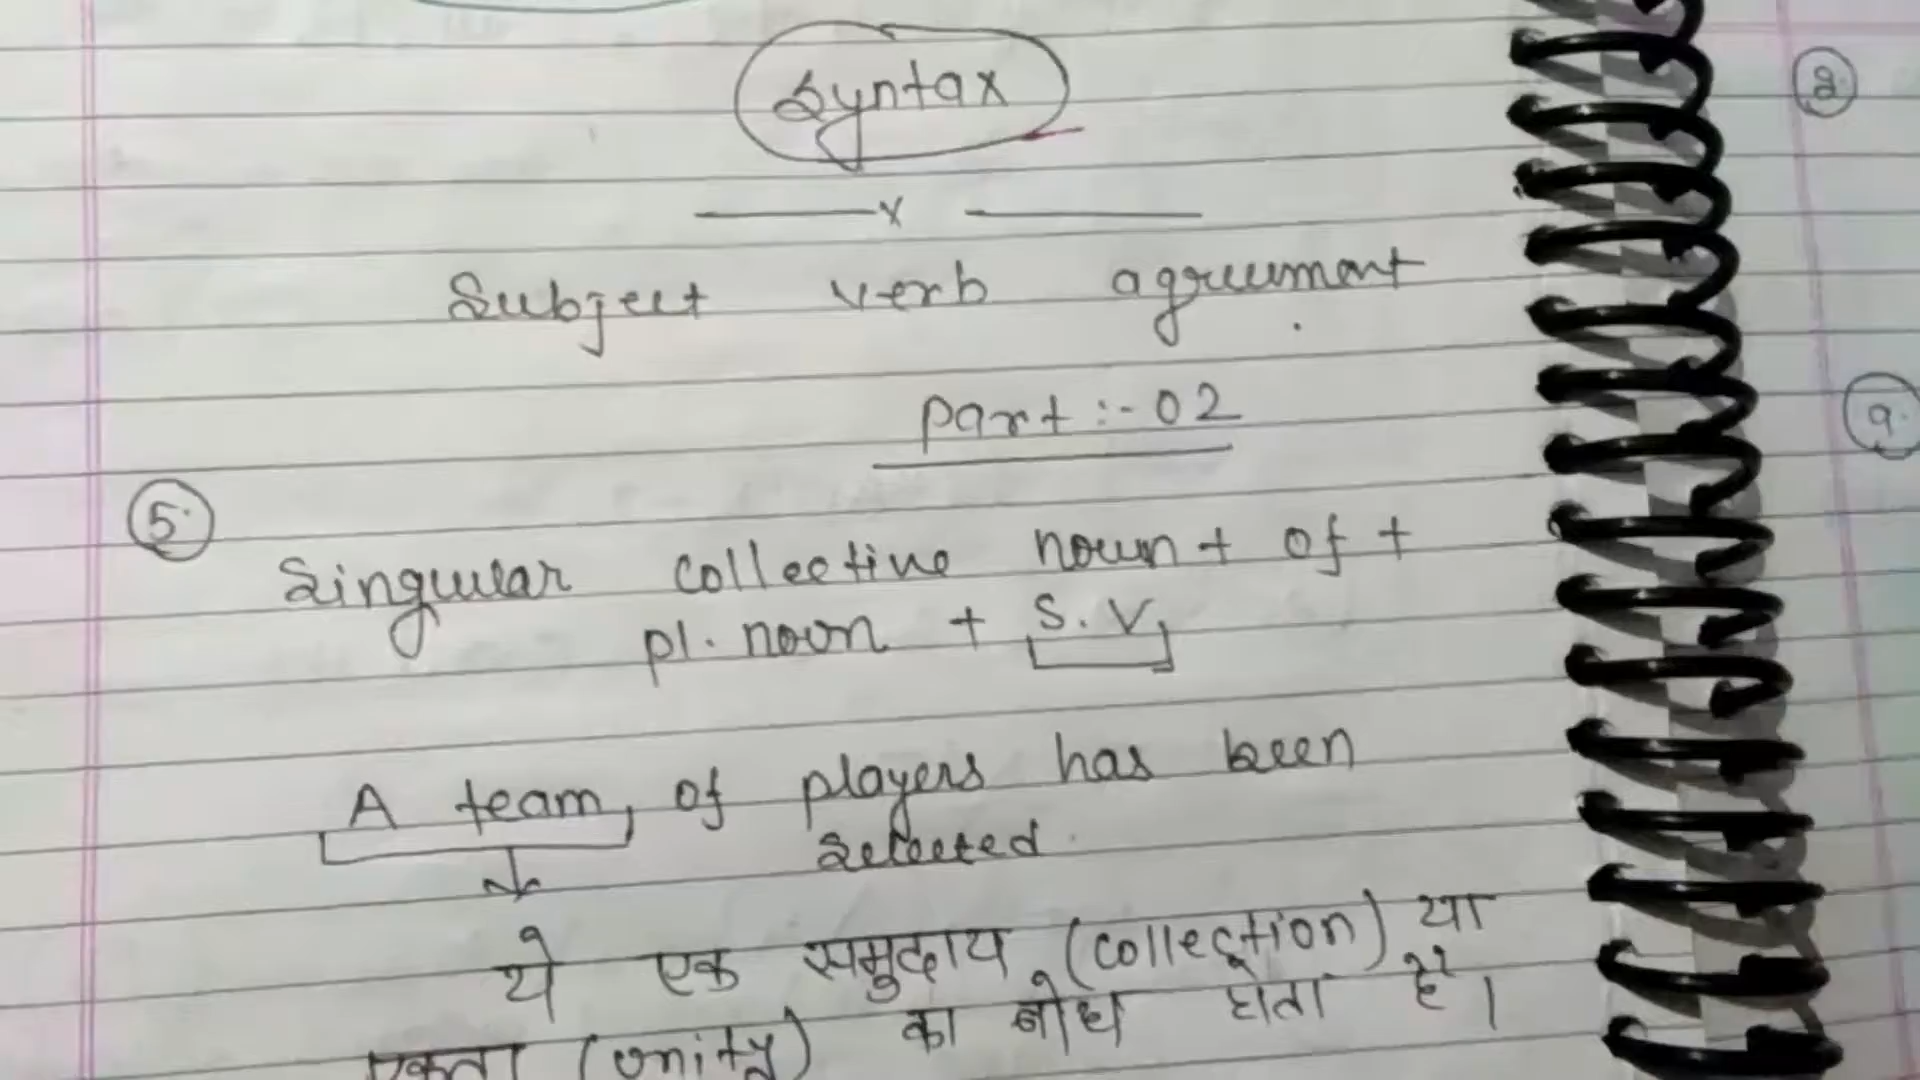 Syntax
x
Subject verb agreement
Part :- 02
5.
Singular collective noun + of +
pl. noun + S.V.
A team of players has been
selected.
ये एक समुदाय (collection) या
एकता (unity) का बोध होता है।
8.
9.